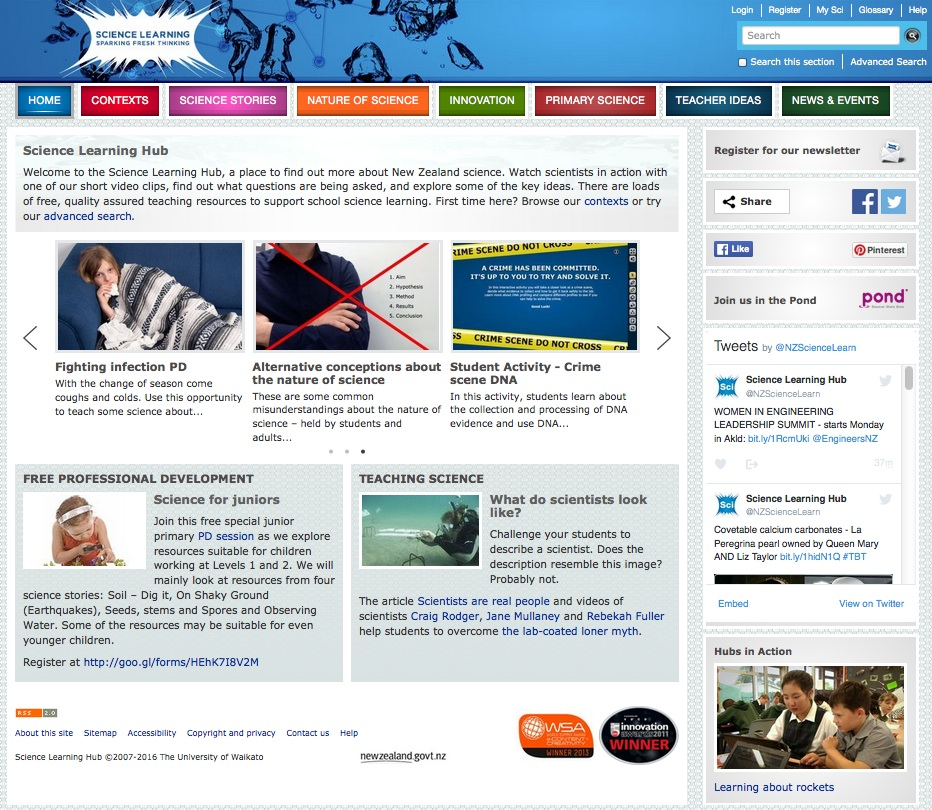 Login Register My Sci Glossary Help
SCIENCE LEARNING
SPARKING FRESH THINKING
Search
Search this section Advanced Search
HOME CONTEXTS SCIENCE STORIES NATURE OF SCIENCE INNOVATION PRIMARY SCIENCE TEACHER IDEAS NEWS & EVENTS
Science Learning Hub
Welcome to the Science Learning Hub, a place to find out more about New Zealand science. Watch scientists in action with
one of our short video clips, find out what questions are being asked, and explore some of the key ideas. There are loads
of free, quality assured teaching resources to support school science learning. First time here? Browse our contexts or try
our advanced search.
1. Aim
2. Hypothesis
3. Method
4. Results
5. Conclusion
CRIME SCENE DO NOT CROSS
A CRIME HAS BEEN COMMITTED.
IT'S UP TO YOU TO TRY AND SOLVE IT.
Good Luck!
CRIME SCENE DO NOT CROSS
Fighting infection PD
With the change of season come
coughs and colds. Use this opportunity
to teach some science about...
Alternative conceptions about
the nature of science
These are some common
misunderstandings about the nature of
science – held by students and
adults...
Student Activity - Crime
scene DNA
In this activity, students learn about
the collection and processing of DNA
evidence and use DNA...
FREE PROFESSIONAL DEVELOPMENT
Science for juniors
Join this free special junior
primary PD session as we explore
resources suitable for children
working at Levels 1 and 2. We will
mainly look at resources from four
science stories: Soil – Dig it, On Shaky Ground
(Earthquakes), Seeds, stems and Spores and Observing
Water. Some of the resources may be suitable for even
younger children.
Register at http://goo.gl/forms/HEhK7I8V2M
TEACHING SCIENCE
What do scientists look
like?
Challenge your students to
describe a scientist. Does the
description resemble this image?
Probably not.
The article Scientists are real people and videos of
scientists Craig Rodger, Jane Mullaney and Rebekah Fuller
help students to overcome the lab-coated loner myth.
Register for our newsletter
Share
Like
Pinterest
Join us in the Pond
pond
Tweets by @NZScienceLearn
Sci
Science Learning Hub
@NZScienceLearn
WOMEN IN ENGINEERING
LEADERSHIP SUMMIT - starts Monday
in Akld: bit.ly/1RcmUki @EngineersNZ
37m
Sci
Science Learning Hub
@NZScienceLearn
Covetable calcium carbonates - La
Peregrina pearl owned by Queen Mary
AND Liz Taylor bit.ly/1hidN1Q #TBT
Embed View on Twitter
Hubs in Action
Learning about rockets
RSS 2.0
About this site Sitemap Accessibility Copyright and privacy Contact us Help
Science Learning Hub ©2007-2016 The University of Waikato
newzealand.govt.nz
WSA
WINNER 2013
innovation
awards2011
WINNER